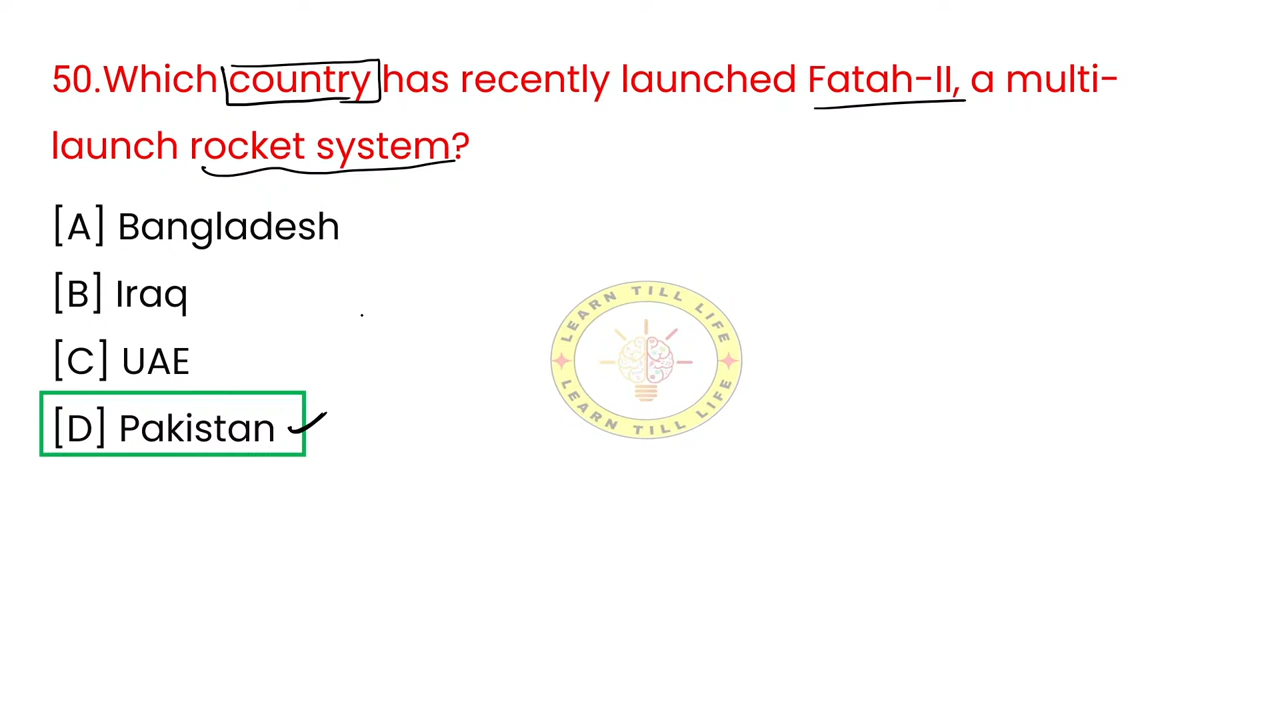 50.Which country has recently launched Fatah-II, a multi-
launch rocket system?
[A] Bangladesh
[B] Iraq
[C] UAE
[D] Pakistan
LEARN TILL LIFE
LEARN TILL LIFE